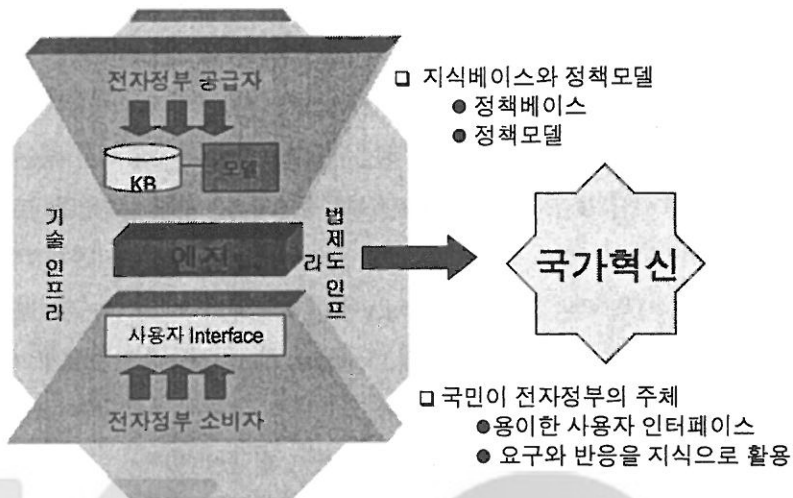 전자정부 공급자
KB
모델
기술 인프라
법제도 인프라
엔진
사용자 Interface
전자정부 소비자
□ 지식베이스와 정책모델
● 정책베이스
● 정책모델
국가혁신
□ 국민이 전자정부의 주체
●용이한 사용자 인터페이스
● 요구와 반응을 지식으로 활용